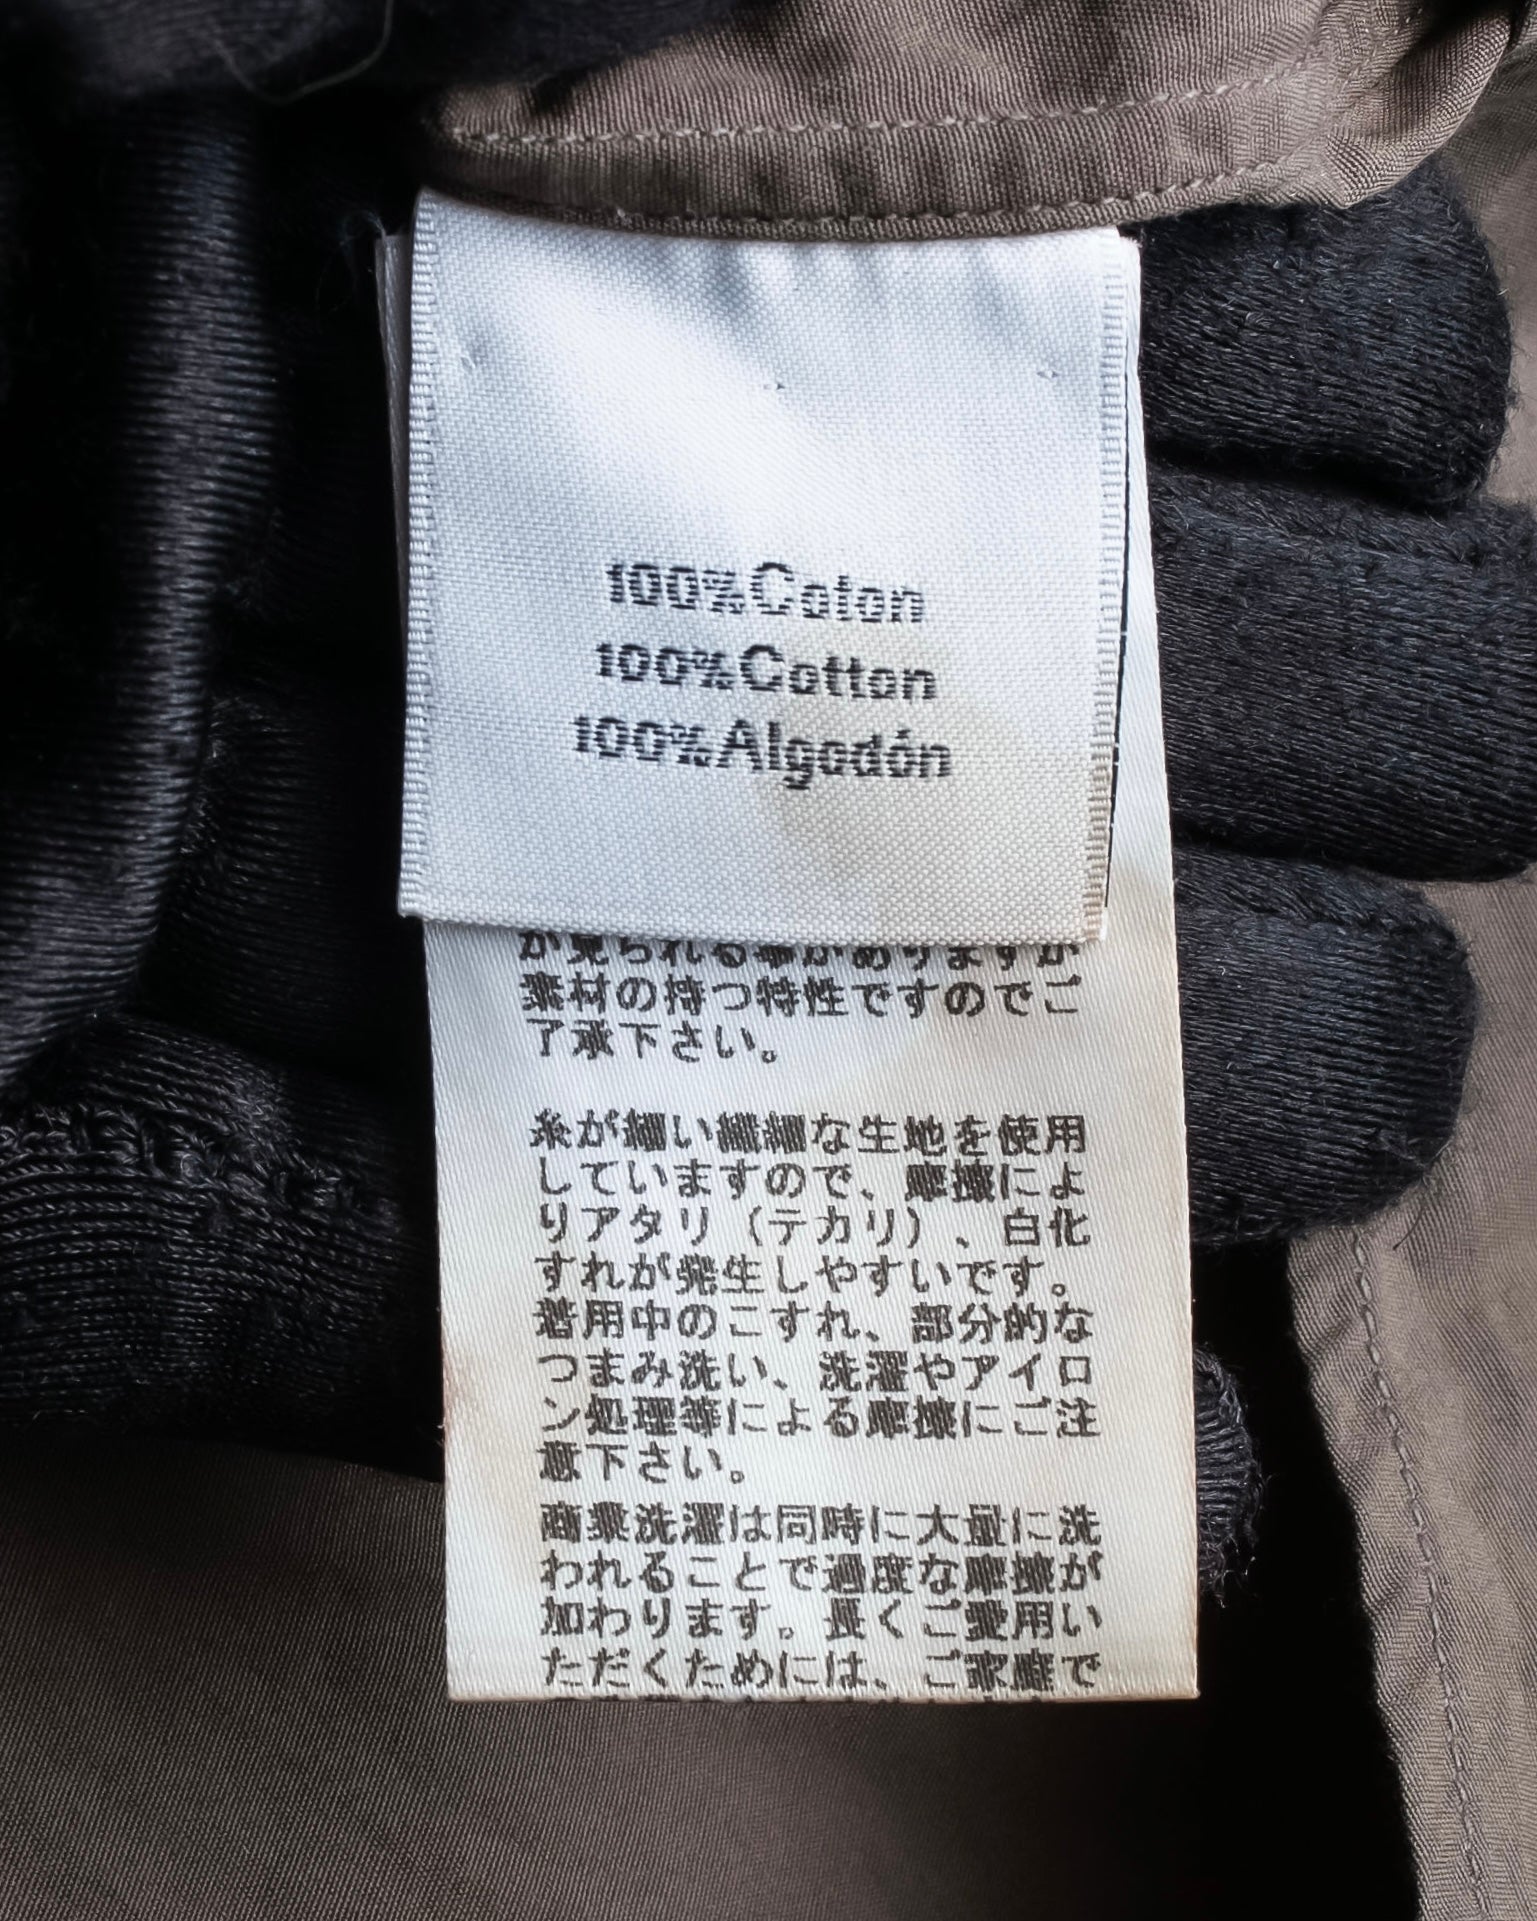 100%Coton
100%Cotton
100%Algodón
が見られる事がありますが
素材の持つ特性ですのでご
了承下さい。
糸が細い繊細な生地を使用
していますので、摩擦によ
りアタリ（テカリ）、白化
すれが発生しやすいです。
着用中のこすれ、部分的な
つまみ洗い、洗濯やアイロ
ン処理等による摩擦にご注
意下さい。
商業洗濯は同時に大量に洗
われることで過度な摩擦が
加わります。長くご愛用い
ただくためには、ご家庭で